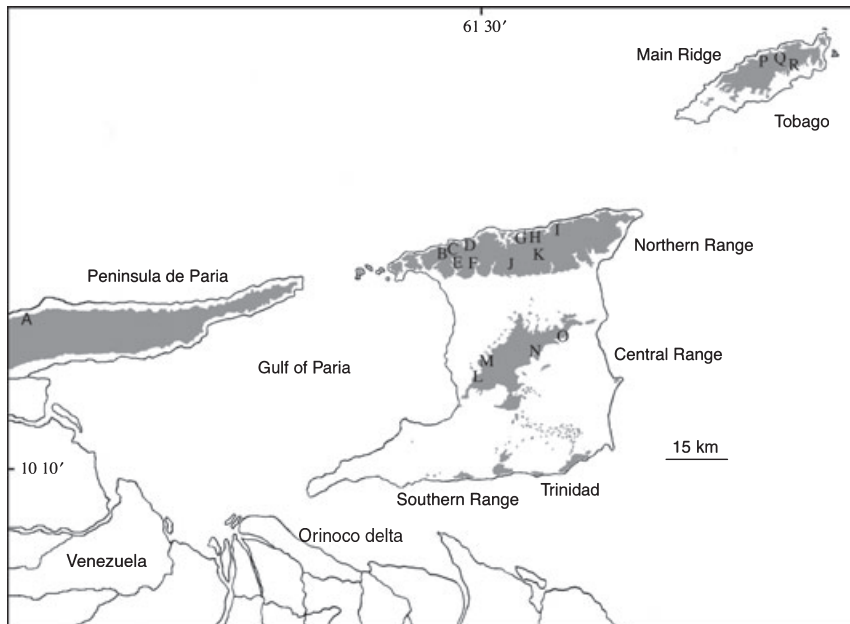 61 30′
Main Ridge
P Q R
Tobago
Northern Range
B C D E F G H I J K
Peninsula de Paria
A
Gulf of Paria
Central Range
L M N O
15 km
10 10′
Southern Range
Trinidad
Orinoco delta
Venezuela